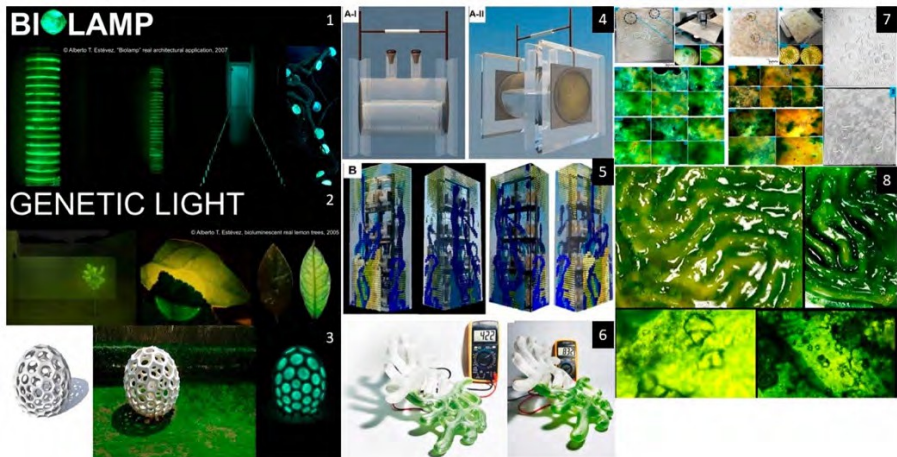 BIOLAMP
1
© Alberto T. Estévez, "Biolamp" real architectural application, 2007
GENETIC LIGHT
2
© Alberto T. Estévez, bioluminescent real lemon trees, 2005
3
A-I
A-II
4
B
5
6
7
8